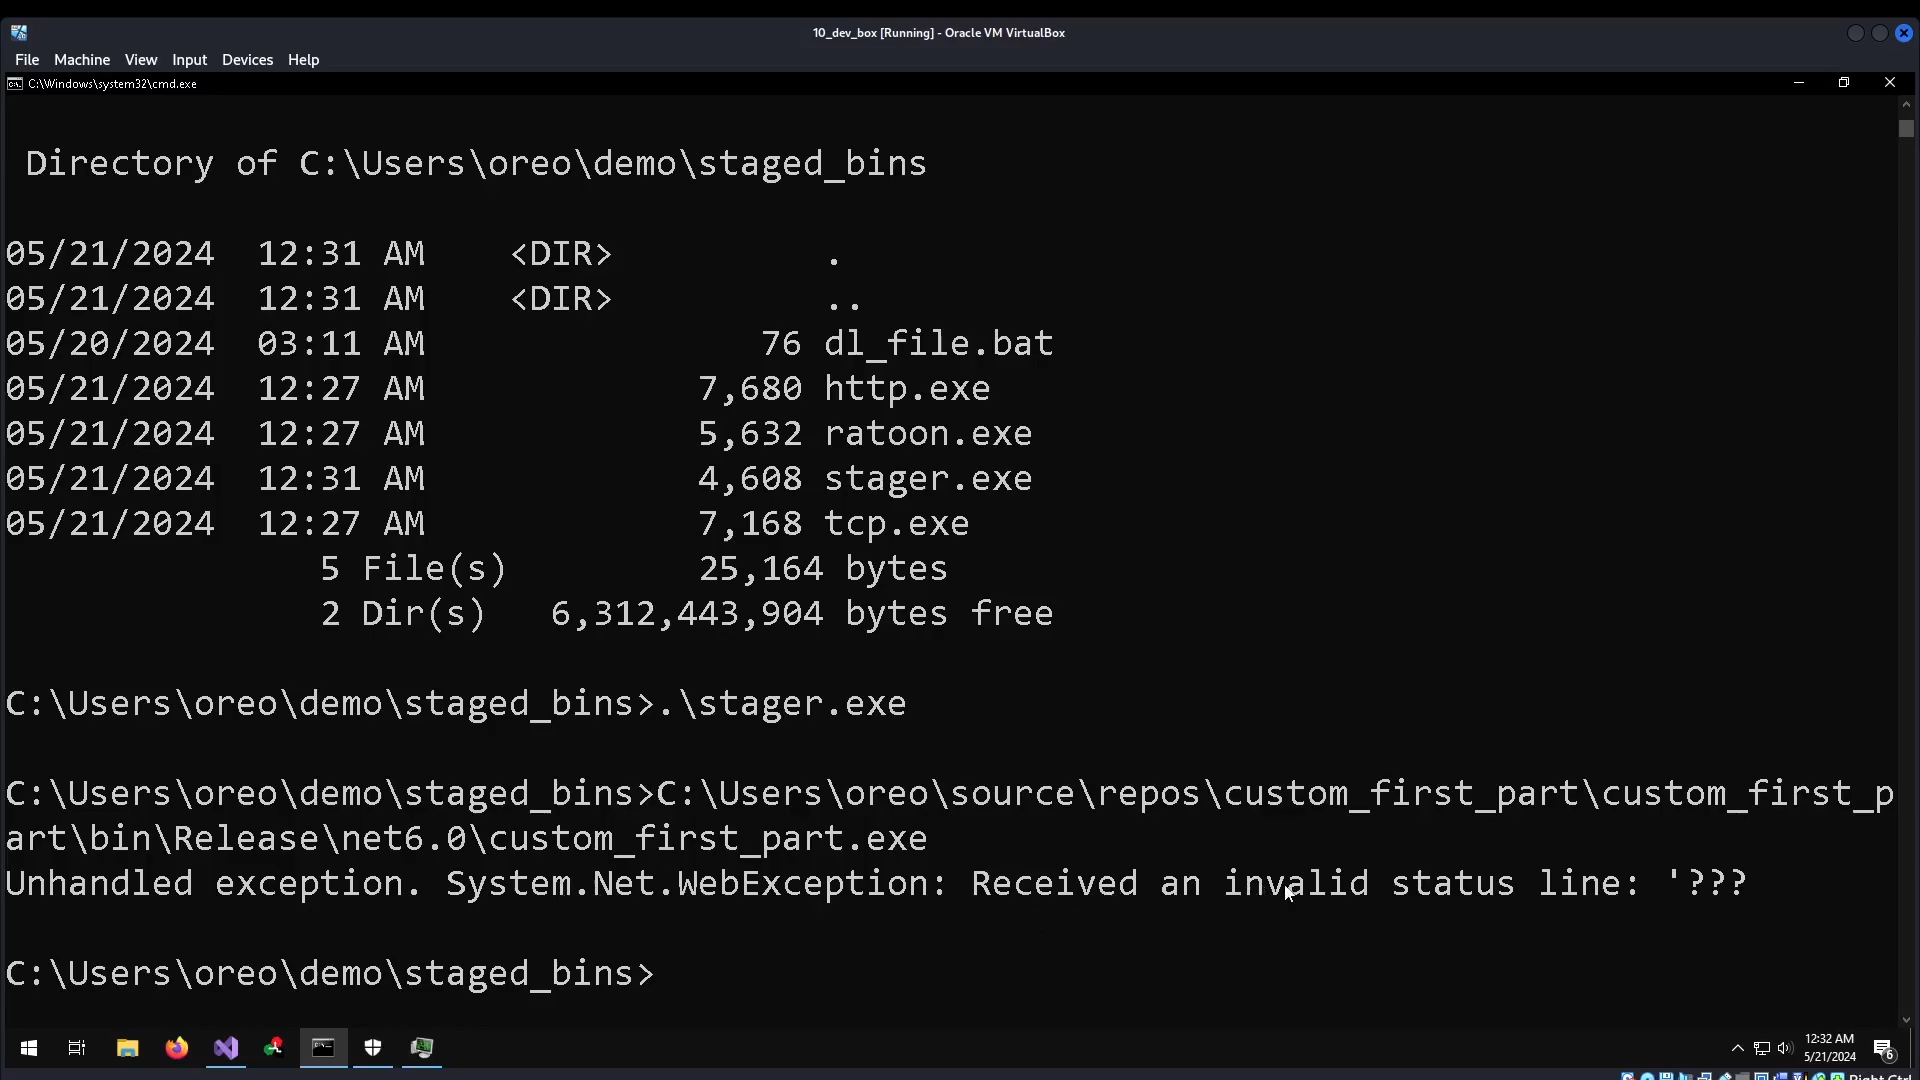 10_dev_box [Running] - Oracle VM VirtualBox
File Machine View Input Devices Help
C:\Windows\system32\cmd.exe
Directory of C:\Users\oreo\demo\staged_bins
05/21/2024 12:31 AM <DIR> .
05/21/2024 12:31 AM <DIR> ..
05/20/2024 03:11 AM 76 dl_file.bat
05/21/2024 12:27 AM 7,680 http.exe
05/21/2024 12:27 AM 5,632 ratoon.exe
05/21/2024 12:31 AM 4,608 stager.exe
05/21/2024 12:27 AM 7,168 tcp.exe
5 File(s) 25,164 bytes
2 Dir(s) 6,312,443,904 bytes free
C:\Users\oreo\demo\staged_bins>.\stager.exe
C:\Users\oreo\demo\staged_bins>C:\Users\oreo\source\repos\custom_first_part\custom_first_p
art\bin\Release\net6.0\custom_first_part.exe
Unhandled exception. System.Net.WebException: Received an invalid status line: '???
C:\Users\oreo\demo\staged_bins>
12:32 AM
5/21/2024
6
Right Ctrl